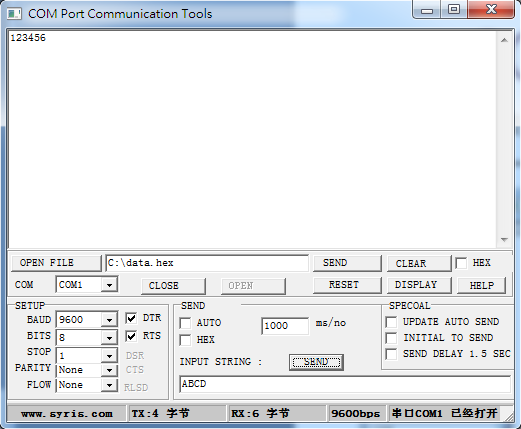 COM Port Communication Tools
123456
OPEN FILE C:\data.hex SEND CLEAR HEX
COM COM1 CLOSE OPEN RESET DISPLAY HELP
SETUP SEND SPECOAL
BAUD 9600 DTR AUTO 1000 ms/no UPDATE AUTO SEND
BITS 8 RTS HEX INITIAL TO SEND
STOP 1 DSR INPUT STRING : SEND SEND DELAY 1.5 SEC
PARITY None CTS
FLOW None RLSD ABCD
www.syris.com TX:4 字节 RX:6 字节 9600bps 串口COM1 已经打开